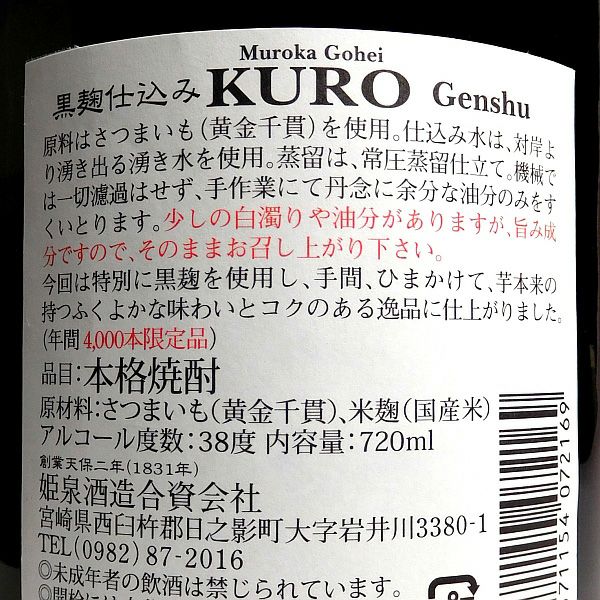 Muroka Gohei
黒麹仕込みKURO Genshu
原料はさつまいも(黄金千貫)を使用。仕込み水は、対岸よ
り湧き出る湧き水を使用。蒸留は、常圧蒸留仕立て。機械で
は一切濾過はせず、手作業にて丹念に余分な油分のみをす
くいとります。少しの白濁りや油分がありますが、旨み成
分ですので、そのままお召し上がり下さい。
今回は特別に黒麹を使用し、手間、ひまかけて、芋本来の
持つふくよかな味わいとコクのある逸品に仕上がりました。
(年間4,000本限定品)
品目:本格焼酎
原材料:さつまいも(黄金千貫)、米麹(国産米)
アルコール度数:38度 内容量:720ml
創業天保二年(1831年)
姫泉酒造合資会社
宮崎県西臼杵郡日之影町大字岩井川3380-1
TEL(0982)87-2016
◎未成年者の飲酒は禁じられています。
971154 072169